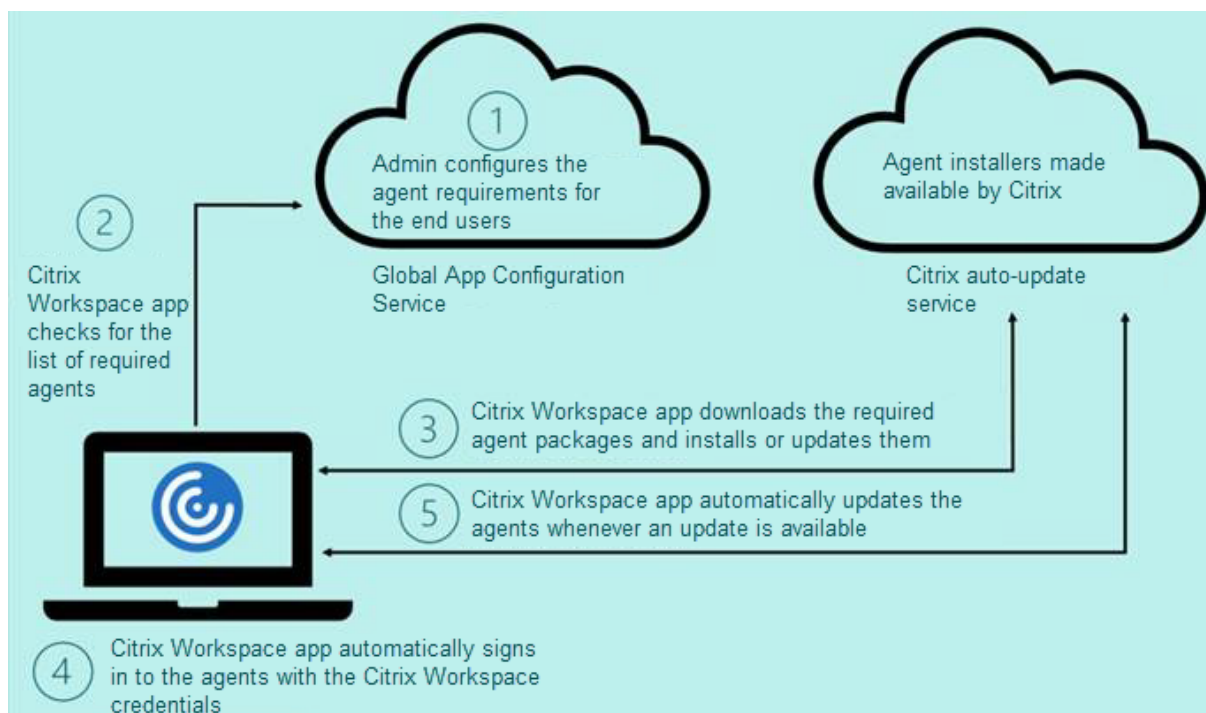 1
Admin configures the
agent requirements for
the end users
Global App Configuration
Service
Agent installers made
available by Citrix
Citrix auto-update
service
2
Citrix
Workspace app
checks for the
list of required
agents
3
Citrix Workspace app downloads the required
agent packages and installs or updates them
5
Citrix Workspace app automatically updates the
agents whenever an update is available
4
Citrix Workspace app automatically signs
in to the agents with the Citrix Workspace
credentials